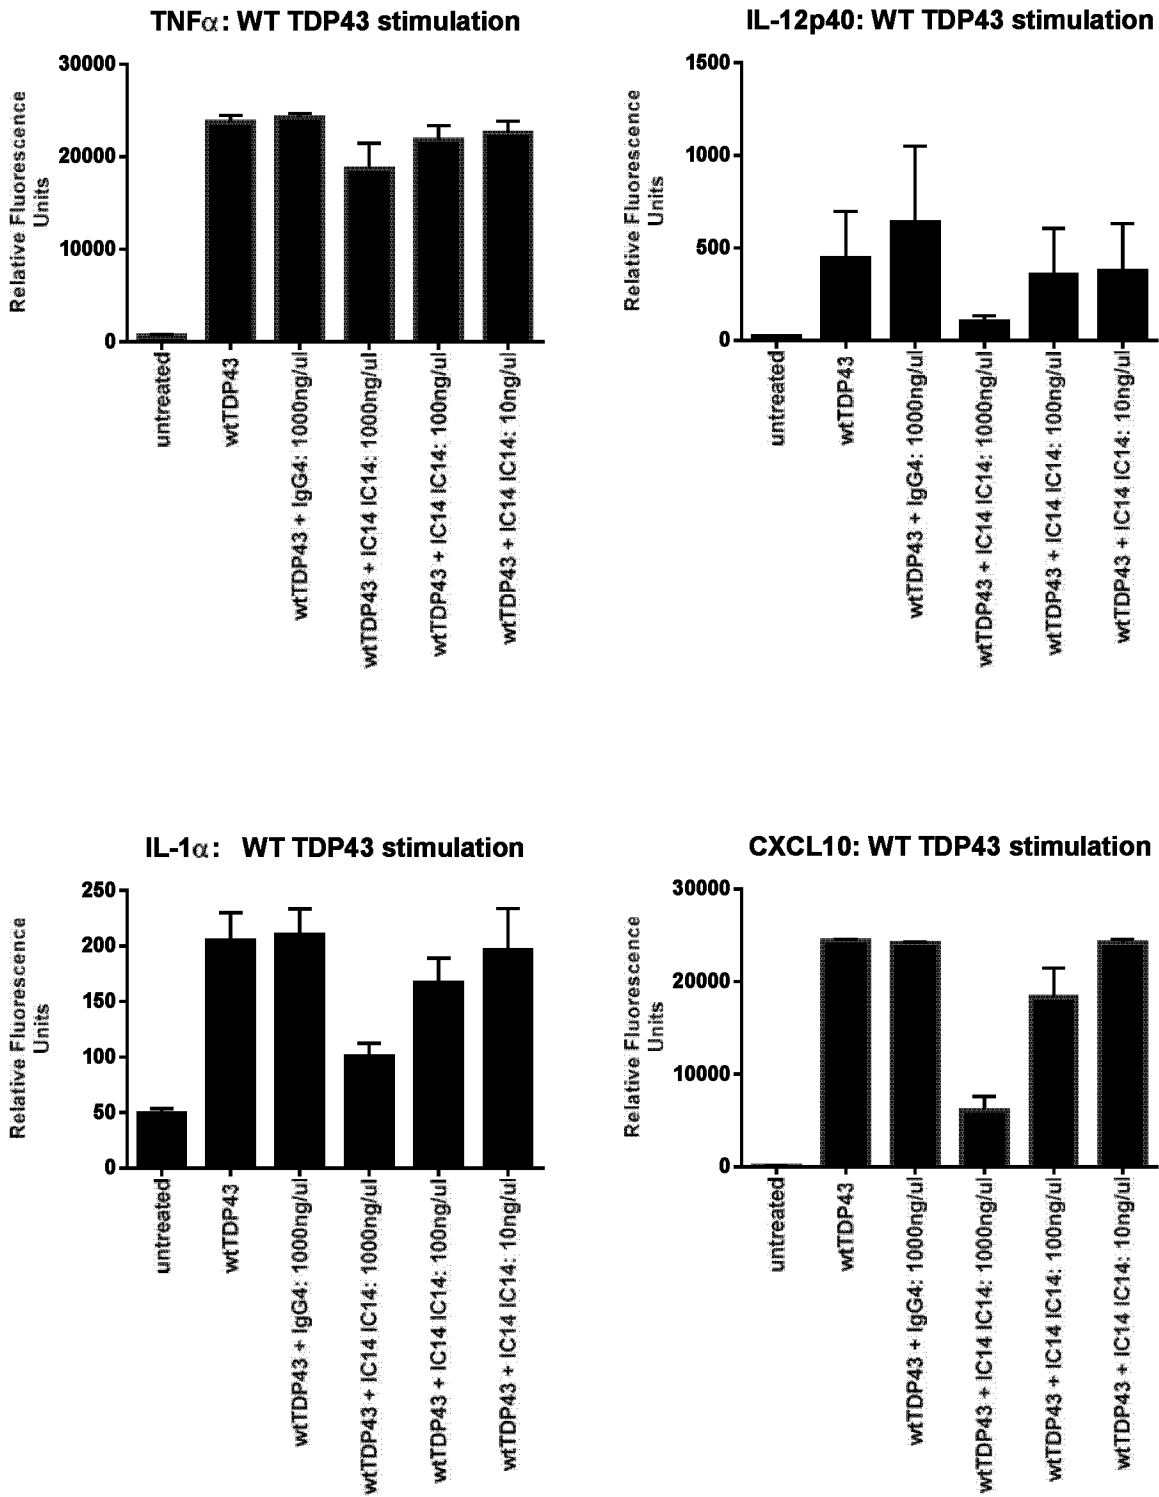 TNFα: WT TDP43 stimulation
Relative Fluorescence
Units
30000
20000
10000
0
untreated
wtTDP43
wtTDP43 + IgG4: 1000ng/ul
wtTDP43 + IC14 IC14: 1000ng/ul
wtTDP43 + IC14 IC14: 100ng/ul
wtTDP43 + IC14 IC14: 10ng/ul
IL-12p40: WT TDP43 stimulation
Relative Fluorescence
Units
1500
1000
500
0
untreated
wtTDP43
wtTDP43 + IgG4: 1000ng/ul
wtTDP43 + IC14 IC14: 1000ng/ul
wtTDP43 + IC14 IC14: 100ng/ul
wtTDP43 + IC14 IC14: 10ng/ul
IL-1α: WT TDP43 stimulation
Relative Fluorescence
Units
250
200
150
100
50
0
untreated
wtTDP43
wtTDP43 + IgG4: 1000ng/ul
wtTDP43 + IC14 IC14: 1000ng/ul
wtTDP43 + IC14 IC14: 100ng/ul
wtTDP43 + IC14 IC14: 10ng/ul
CXCL10: WT TDP43 stimulation
Relative Fluorescence
Units
30000
20000
10000
0
untreated
wtTDP43
wtTDP43 + IgG4: 1000ng/ul
wtTDP43 + IC14 IC14: 1000ng/ul
wtTDP43 + IC14 IC14: 100ng/ul
wtTDP43 + IC14 IC14: 10ng/ul